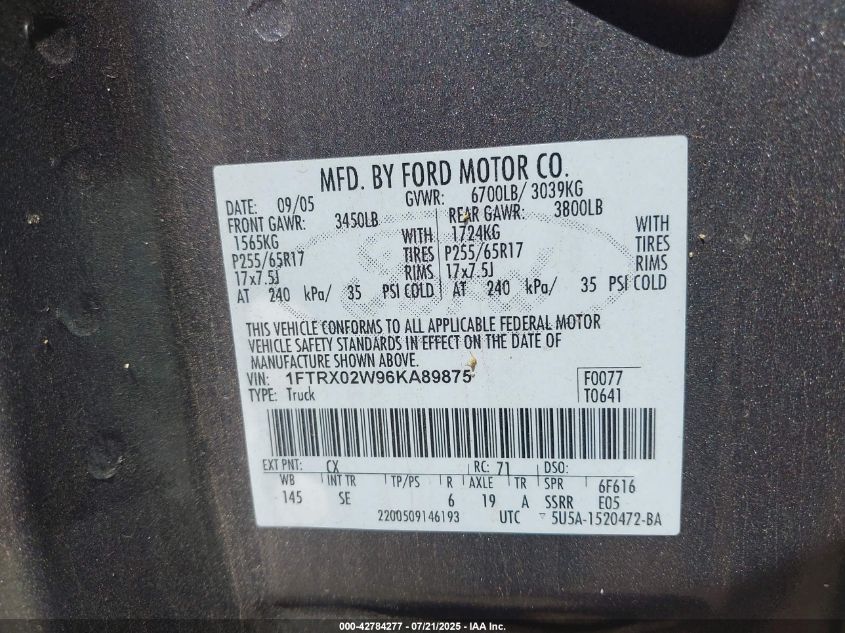 MFD. BY FORD MOTOR CO.
DATE: 09/05 GVWR: 6700LB/ 3039KG
FRONT GAWR: 3450LB REAR GAWR: 3800LB
1565KG WITH 1724KG WITH
P255/65R17 TIRES P255/65R17 TIRES
17x7.5J RIMS 17x7.5J RIMS
AT 240 kPa/ 35 PSI COLD AT 240 kPa/ 35 PSI COLD
THIS VEHICLE CONFORMS TO ALL APPLICABLE FEDERAL MOTOR
VEHICLE SAFETY STANDARDS IN EFFECT ON THE DATE OF
MANUFACTURE SHOWN ABOVE.
VIN: 1FTRX02W96KA89875 F0077
TYPE: Truck T0641
EXT PNT: CX RC: 71 DSO:
WB INT TR TP/PS R AXLE TR SPR 6F616
145 SE 6 19 A SSRR E05
2200509146193 UTC 5U5A-1520472-BA
000-42784277 - 07/21/2025 - IAA Inc.